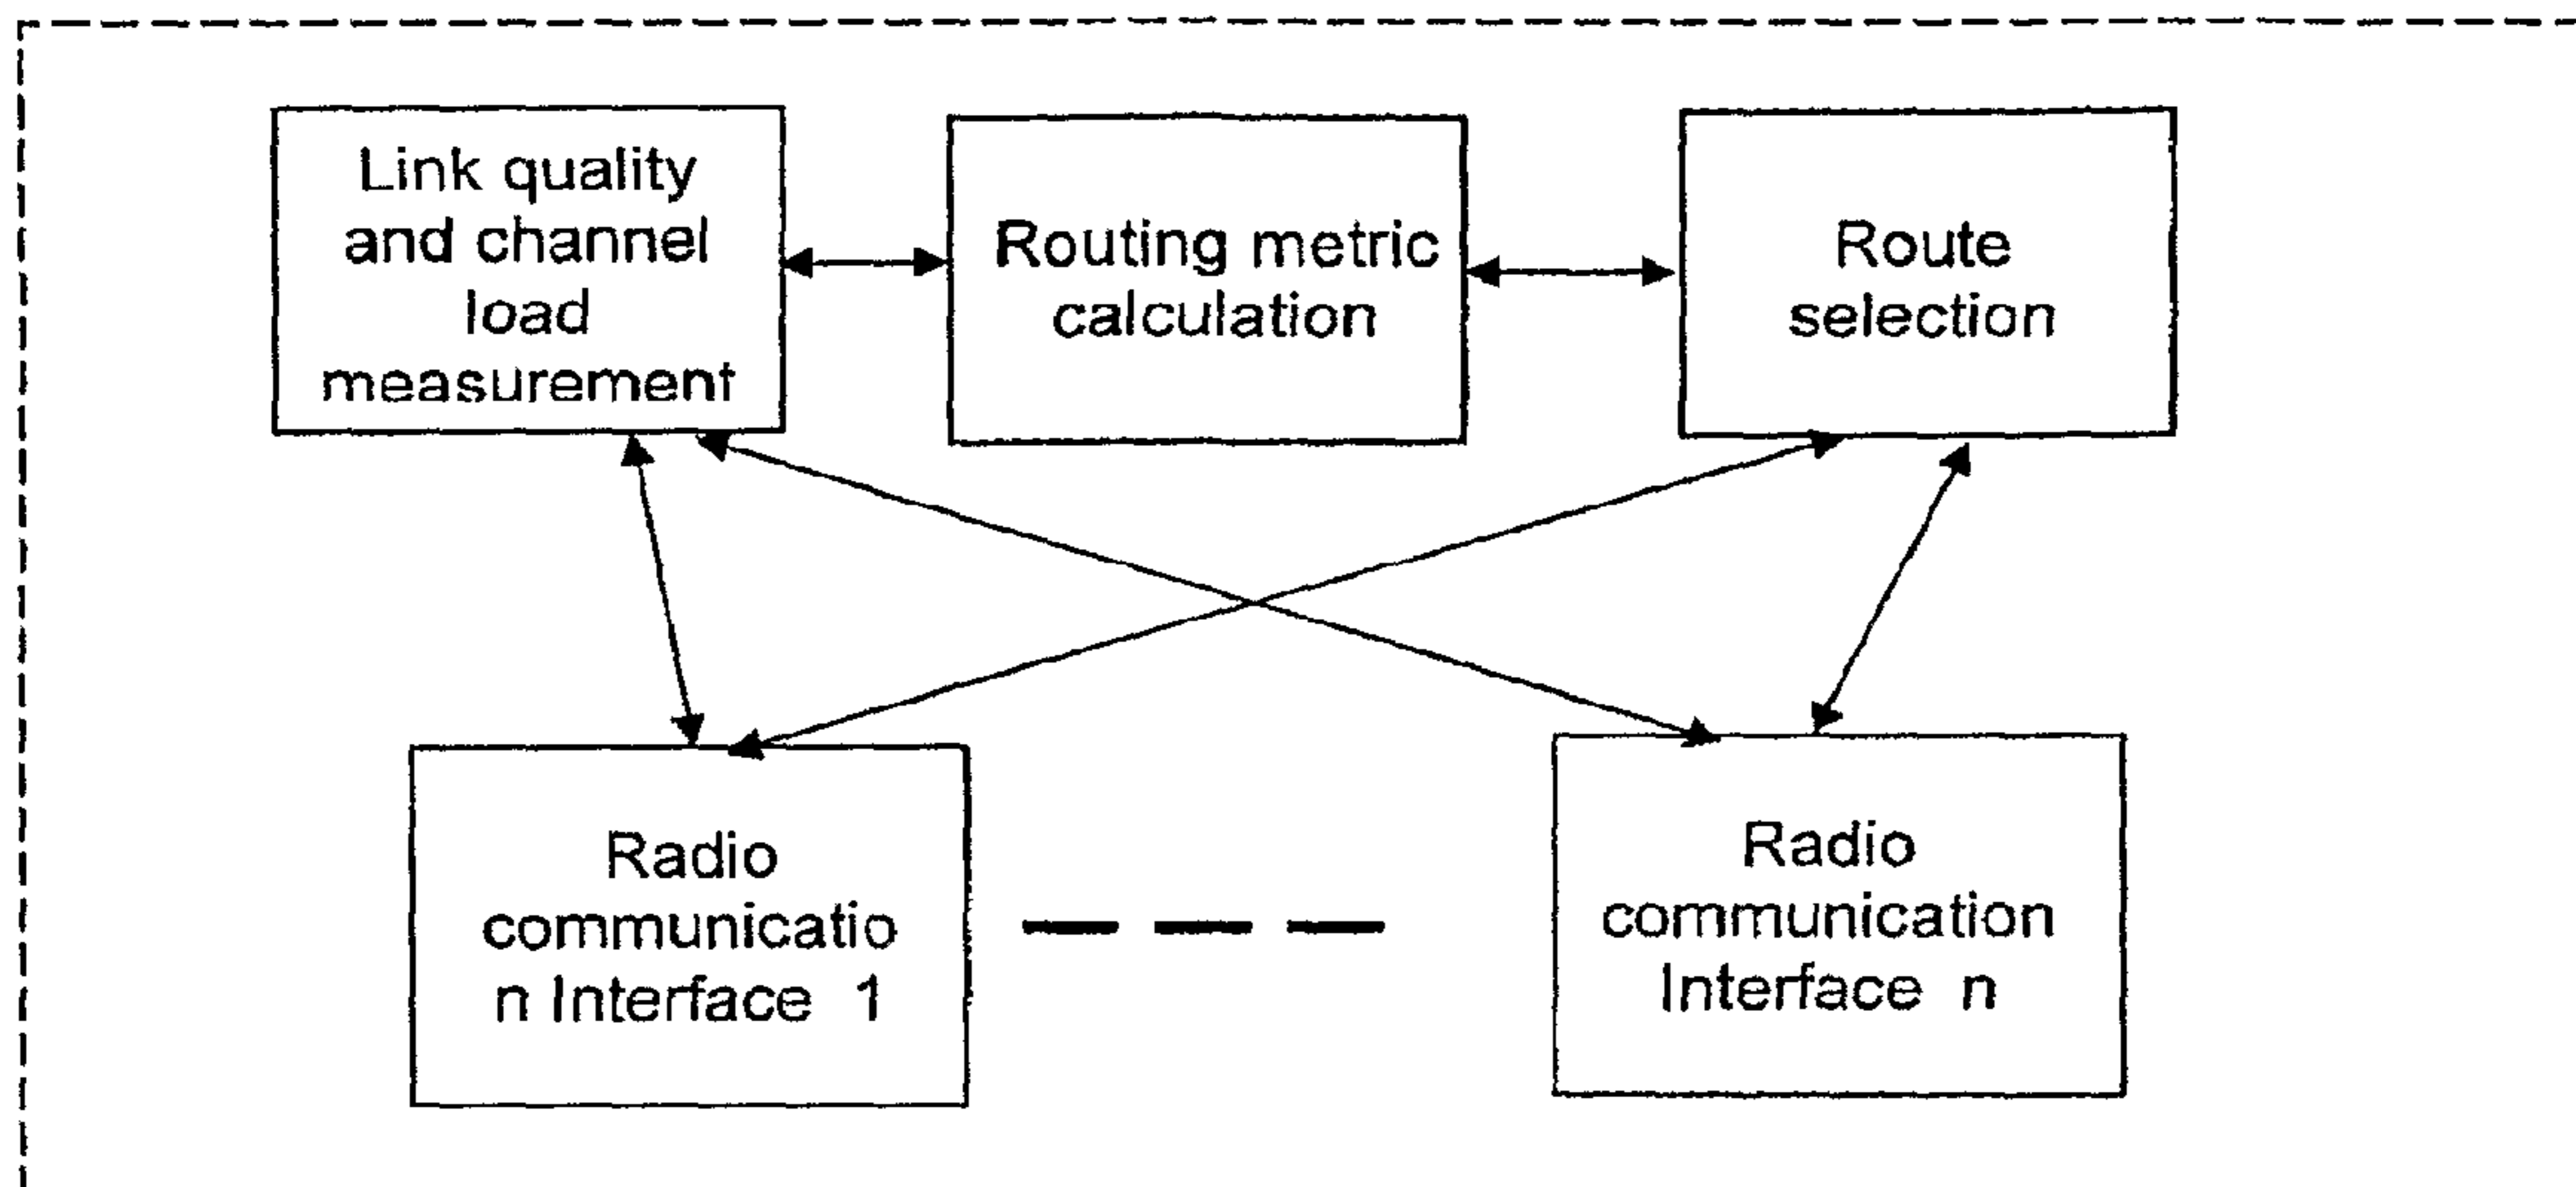 Link quality
and channel
load
measurement
Routing metric
calculation
Route
selection
Radio
communicatio
n Interface 1
Radio
communication
Interface n